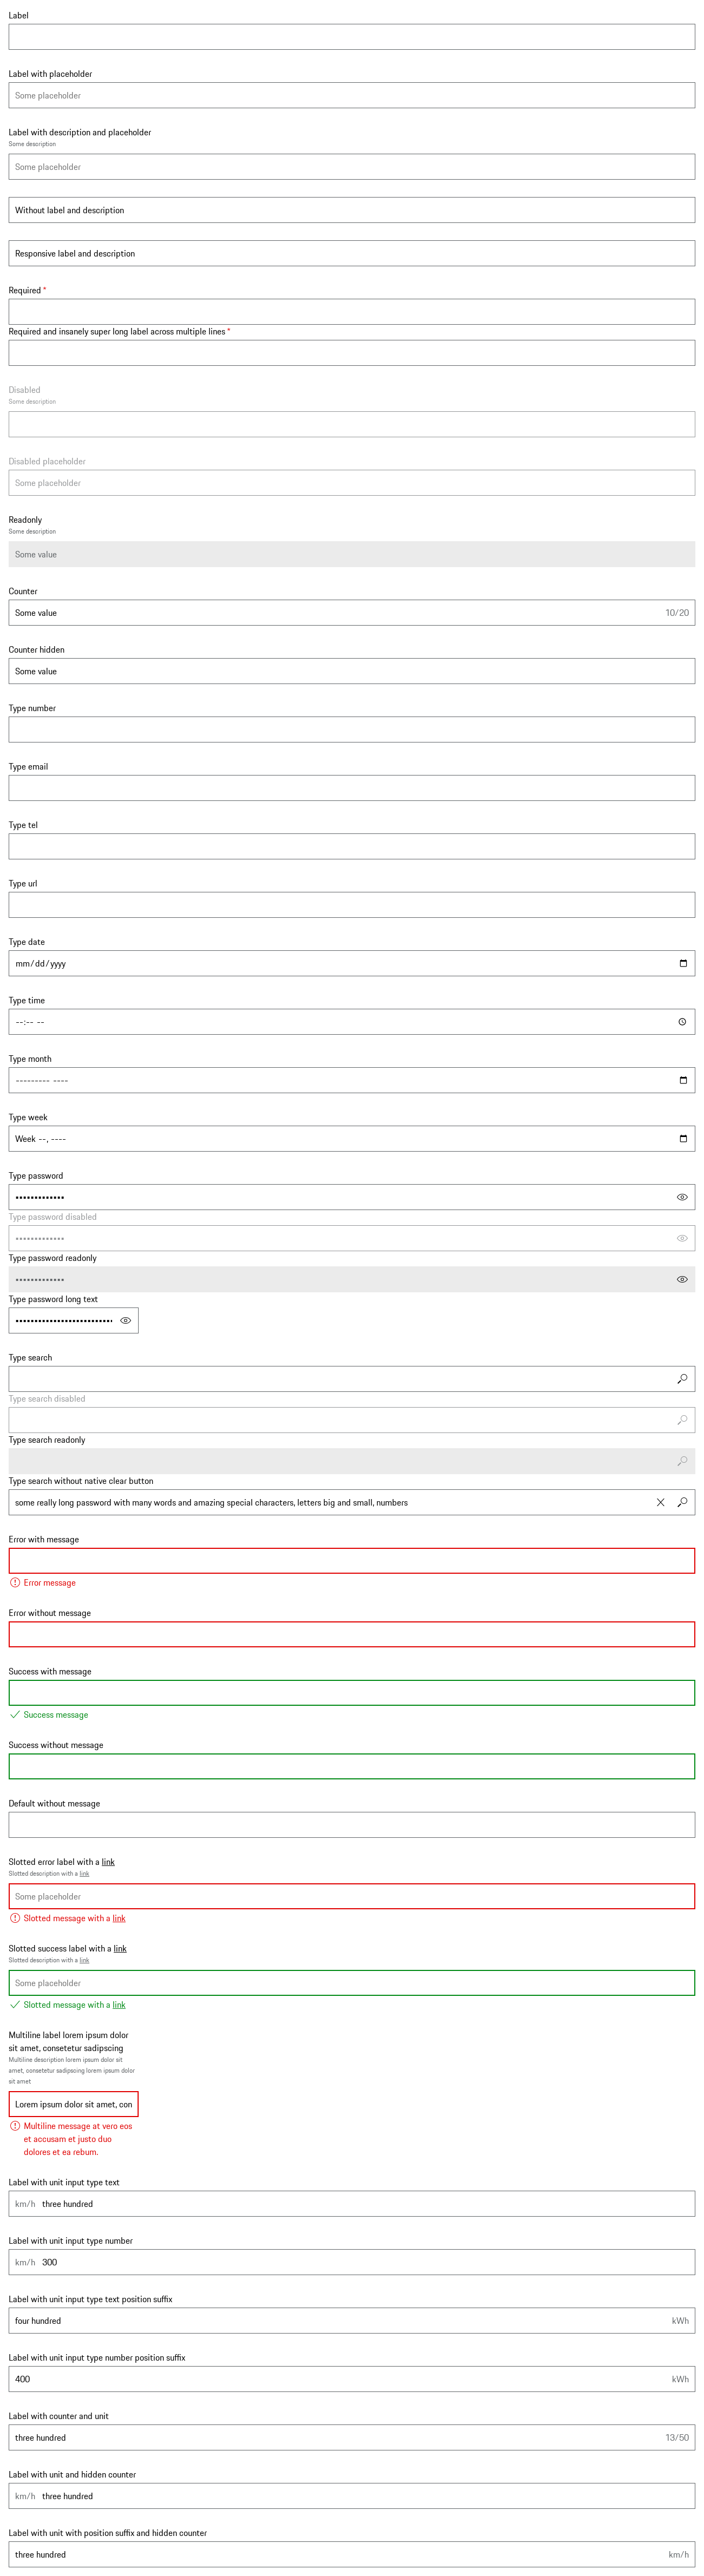 Label
Label with placeholder
Some placeholder
Label with description and placeholder
Some description
Some placeholder
Without label and description
Responsive label and description
Required *
Required and insanely super long label across multiple lines *
Disabled
Some description
Disabled placeholder
Some placeholder
Readonly
Some description
Some value
Counter
Some value 10/20
Counter hidden
Some value
Type number
Type email
Type tel
Type url
Type date
mm/dd/yyyy
Type time
--:-- --
Type month
--------- ----
Type week
Week --, ----
Type password
•••••••••••••
Type password disabled
•••••••••••••
Type password readonly
•••••••••••••
Type password long text
••••••••••••••••••••••••••
Type search
Type search disabled
Type search readonly
Type search without native clear button
some really long password with many words and amazing special characters, letters big and small, numbers
Error with message
Error message
Error without message
Success with message
Success message
Success without message
Default without message
Slotted error label with a link
Slotted description with a link
Some placeholder
Slotted message with a link
Slotted success label with a link
Slotted description with a link
Some placeholder
Slotted message with a link
Multiline label lorem ipsum dolor
sit amet, consetetur sadipscing
Multiline description lorem ipsum dolor sit
amet, consetetur sadipscing lorem ipsum dolor
sit amet
Lorem ipsum dolor sit amet, con
Multiline message at vero eos
et accusam et justo duo
dolores et ea rebum.
Label with unit input type text
km/h three hundred
Label with unit input type number
km/h 300
Label with unit input type text position suffix
four hundred kWh
Label with unit input type number position suffix
400 kWh
Label with counter and unit
three hundred 13/50
Label with unit and hidden counter
km/h three hundred
Label with unit with position suffix and hidden counter
three hundred km/h